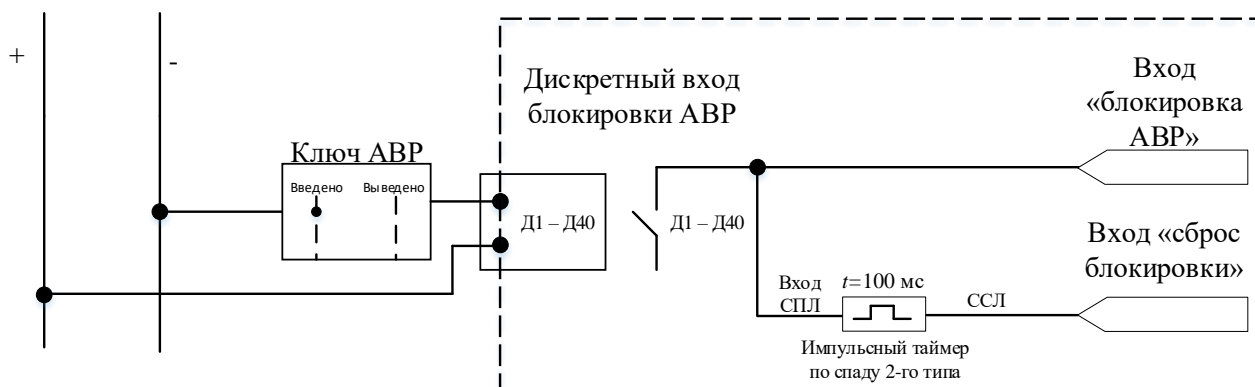 +
-
Дискретный вход
блокировки АВР
Вход
«блокировка
АВР»
Ключ АВР
Введено
Выведено
Д1 – Д40
Д1 – Д40
Вход «сброс
блокировки»
Вход
СПЛ
t=100 мс
ССЛ
Импульсный таймер
по спаду 2-го типа